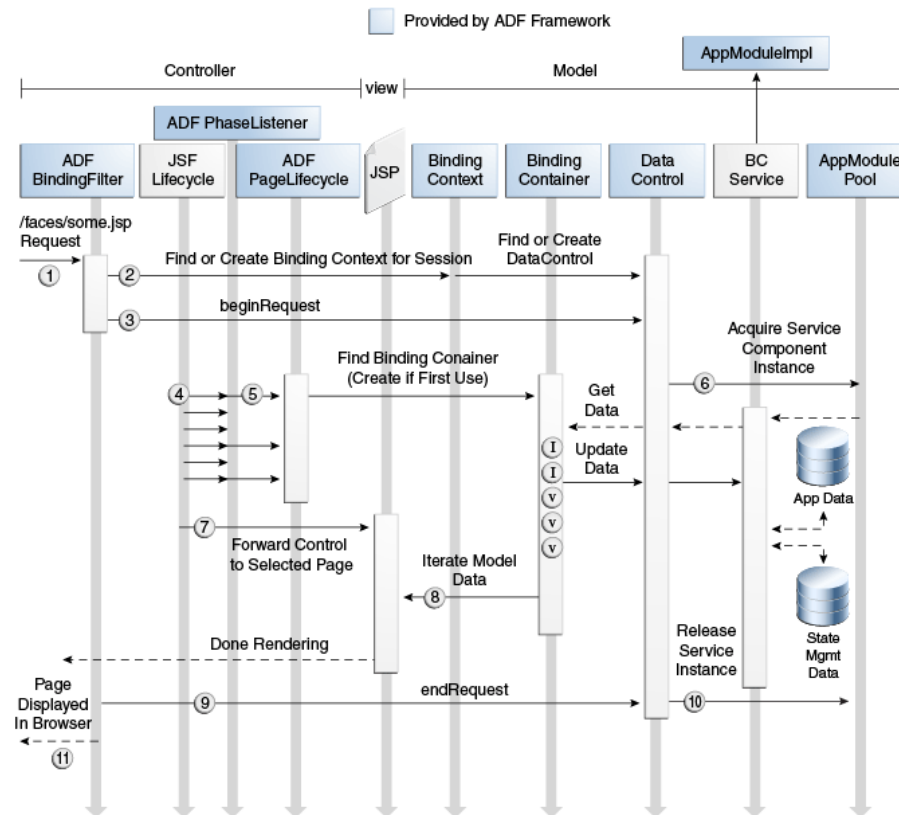 Provided by ADF Framework
AppModuleImpl
Controller
view
Model
ADF PhaseListener
ADF
BindingFilter
JSF
Lifecycle
ADF
PageLifecycle
JSP
Binding
Context
Binding
Container
Data
Control
BC
Service
AppModule
Pool
/faces/some.jsp
Request
1
2
Find or Create Binding Context for Session
Find or Create
DataControl
3
beginRequest
Acquire Service
Component
Instance
6
4
5
Find Binding Conainer
(Create if First Use)
Get
Data
I
I
v
v
v
Update
Data
App Data
7
Forward Control
to Selected Page
Iterate Model
Data
8
State
Mgmt
Data
Release
Service
Instance
Done Rendering
Page
Displayed
In Browser
9
endRequest
10
11